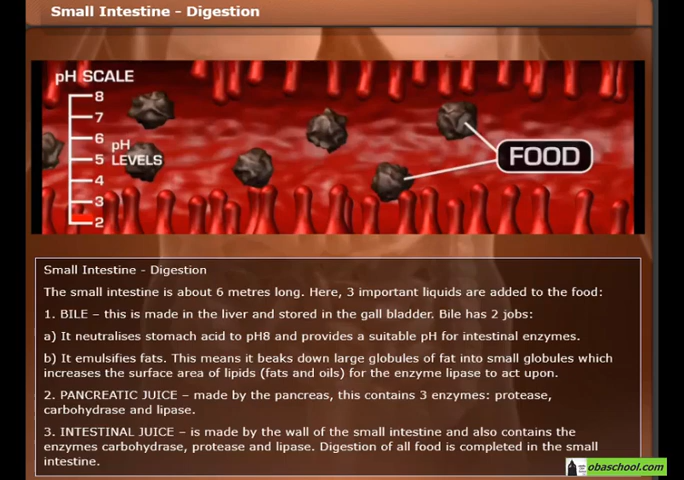 Small Intestine - Digestion
pH SCALE
8
7
6
pH
LEVELS
5
4
3
2
FOOD
Small Intestine - Digestion
The small intestine is about 6 metres long. Here, 3 important liquids are added to the food:
1. BILE – this is made in the liver and stored in the gall bladder. Bile has 2 jobs:
a) It neutralises stomach acid to pH8 and provides a suitable pH for intestinal enzymes.
b) It emulsifies fats. This means it beaks down large globules of fat into small globules which
increases the surface area of lipids (fats and oils) for the enzyme lipase to act upon.
2. PANCREATIC JUICE – made by the pancreas, this contains 3 enzymes: protease,
carbohydrase and lipase.
3. INTESTINAL JUICE – is made by the wall of the small intestine and also contains the
enzymes carbohydrase, protease and lipase. Digestion of all food is completed in the small
intestine.
obaschool.com